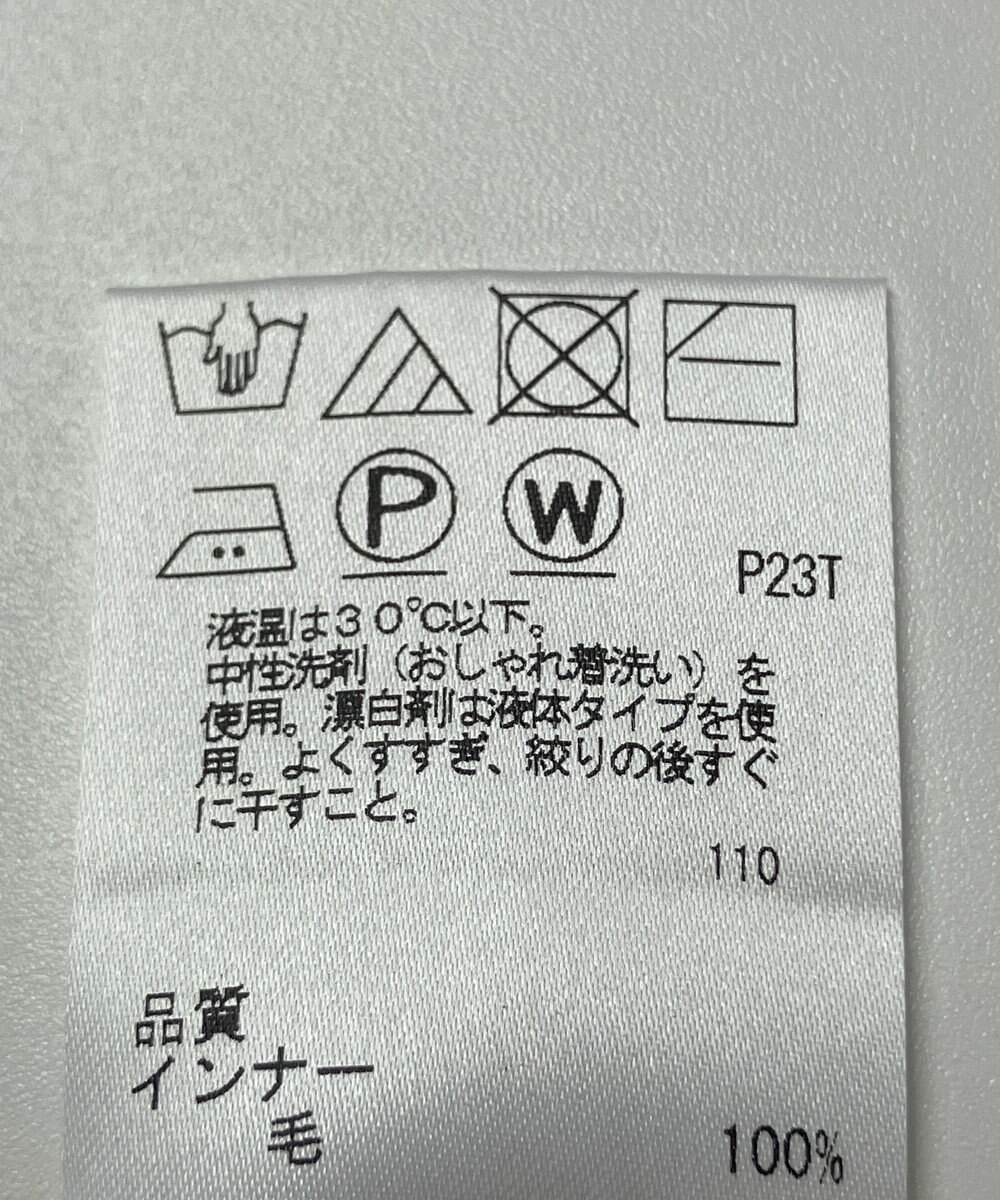 P W
P23T
液温は30℃以下。
中性洗剤（おしゃれ着洗い）を
使用。漂白剤は液体タイプを使
用。よくすすぎ、絞りの後すぐ
に干すこと。
110
品質
インナー
毛 100%